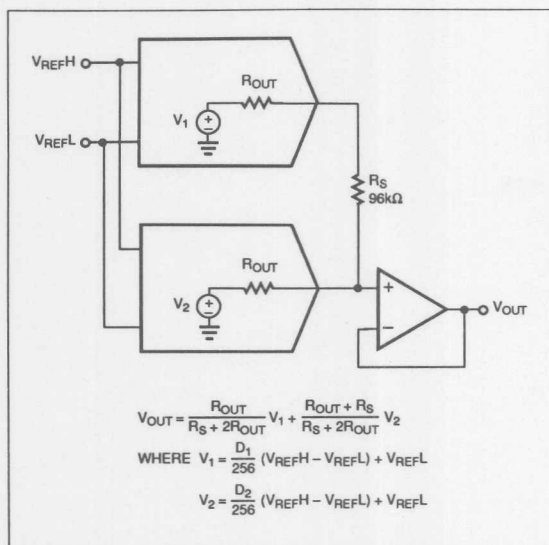 VREFH
ROUT
V1
VREFL
RS
96kΩ
ROUT
V2
VOUT
VOUT = ROUT / (RS + 2ROUT) V1 + (ROUT + RS) / (RS + 2ROUT) V2
WHERE V1 = D1 / 256 (VREFH – VREFL) + VREFL
V2 = D2 / 256 (VREFH – VREFL) + VREFL